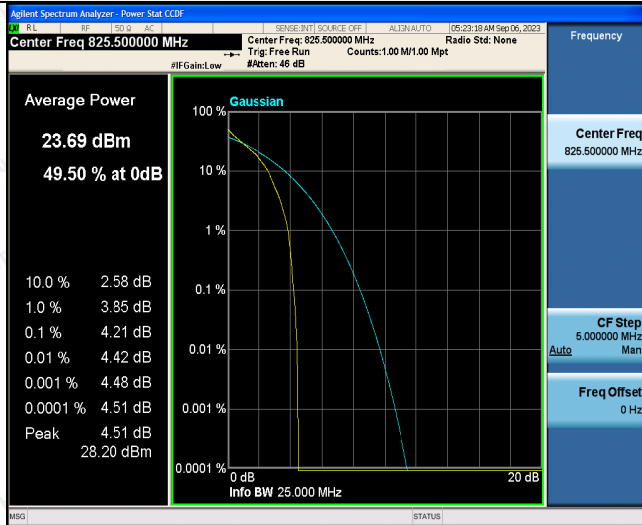 Agilent Spectrum Analyzer - Power Stat CCDF
LXI RL RF 50 Ω AC SENSE:INT SOURCE OFF ALIGN AUTO 05:23:18 AM Sep 06, 2023
Center Freq 825.500000 MHz Center Freq: 825.500000 MHz Radio Std: None
Trig: Free Run Counts:1.00 M/1.00 Mpt
#IFGain:Low #Atten: 46 dB
Frequency
Average Power
23.69 dBm
49.50 % at 0dB
10.0 % 2.58 dB
1.0 % 3.85 dB
0.1 % 4.21 dB
0.01 % 4.42 dB
0.001 % 4.48 dB
0.0001 % 4.51 dB
Peak 4.51 dB
28.20 dBm
Gaussian
100 %
10 %
1 %
0.1 %
0.01 %
0.001 %
0.0001 %
0 dB 20 dB
Info BW 25.000 MHz
Center Freq
825.500000 MHz
CF Step
5.000000 MHz
Auto Man
Freq Offset
0 Hz
MSG STATUS